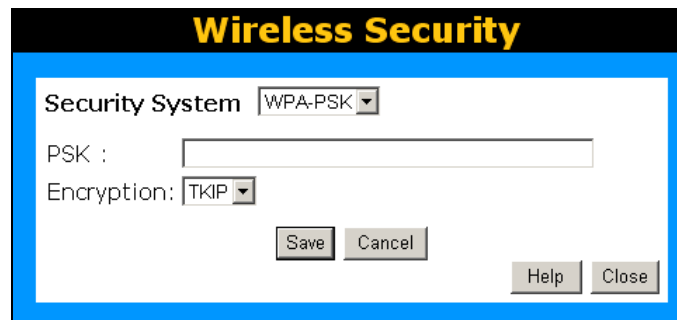 Wireless Security
Security System WPA-PSK
PSK :
Encryption: TKIP
Save Cancel
Help Close